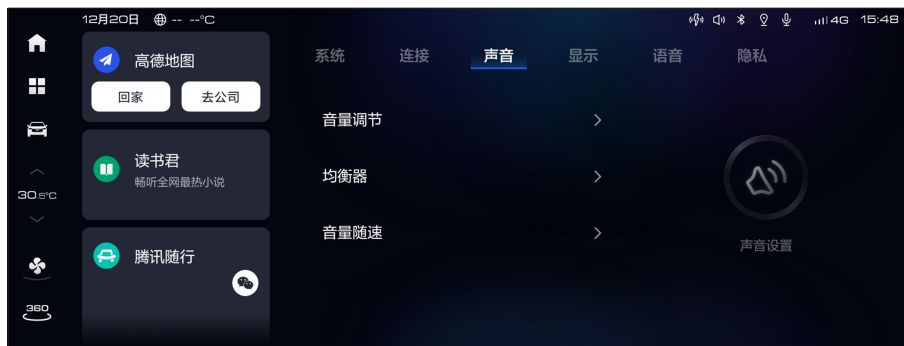 12月20日 -- --°C
4G 15:48
高德地图
回家 去公司
读书君
畅听全网最热小说
腾讯随行
30.5°C
360
系统 连接 声音 显示 语音 隐私
音量调节
均衡器
音量随速
声音设置